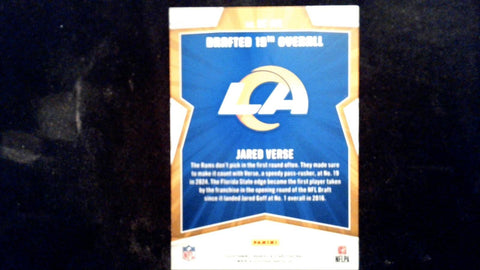 DRAFTED 19TH OVERALL
LA
JARED VERSE
The Rams don't pick in the first round often. They made sure
to make it count with Verse, a speedy pass-rusher, at No. 19
in 2024. The Florida State edge became the first player taken
by the franchise in the opening round of the NFL Draft
since it landed Jared Goff at No. 1 overall in 2016.
PANINI
NFL
NFLPA